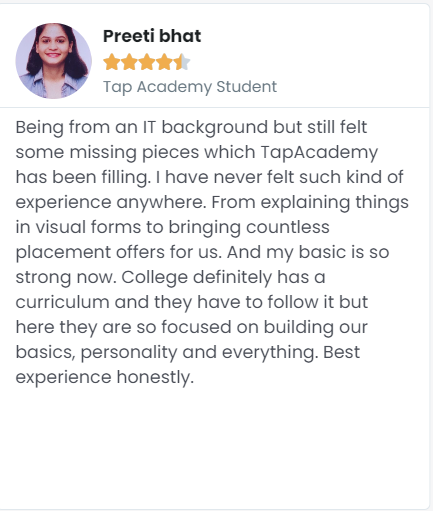 Preeti bhat
Tap Academy Student
Being from an IT background but still felt
some missing pieces which TapAcademy
has been filling. I have never felt such kind of
experience anywhere. From explaining things
in visual forms to bringing countless
placement offers for us. And my basic is so
strong now. College definitely has a
curriculum and they have to follow it but
here they are so focused on building our
basics, personality and everything. Best
experience honestly.